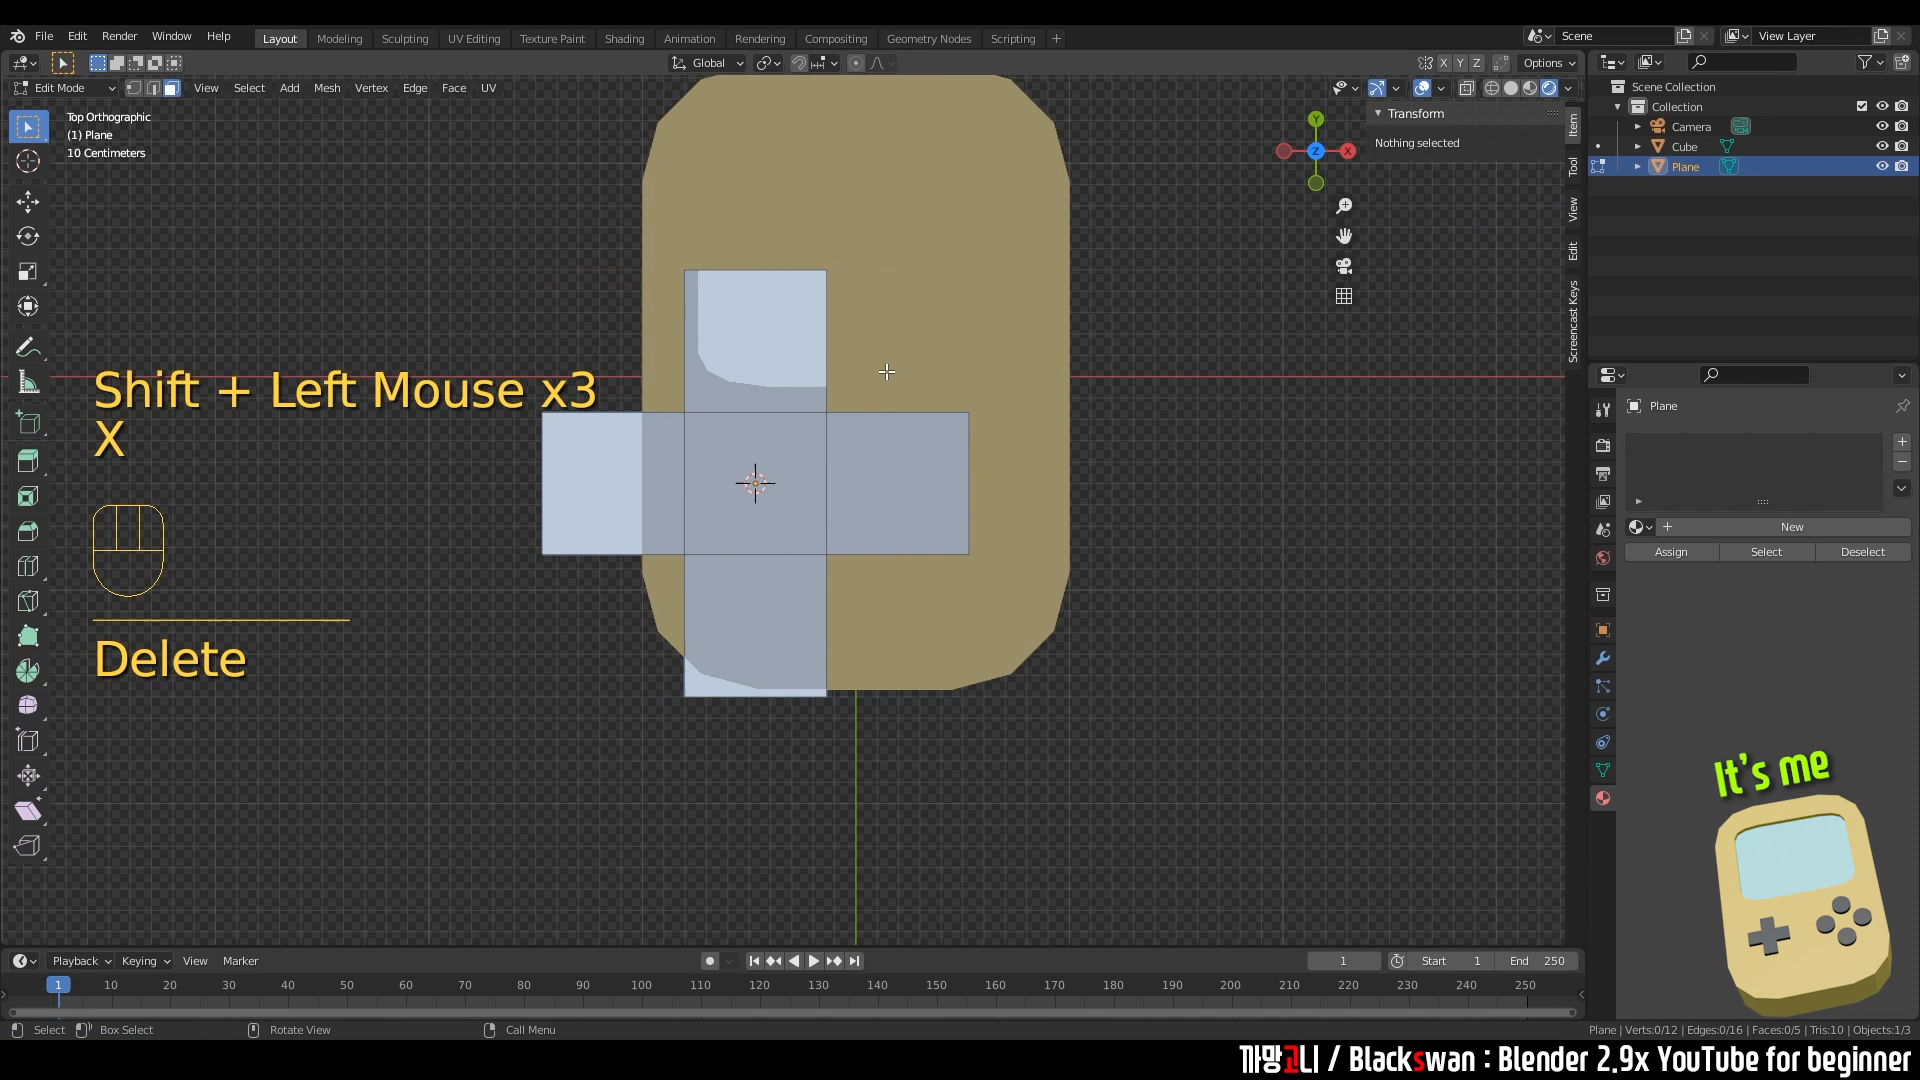 File Edit Render Window Help Layout Modeling Sculpting UV Editing Texture Paint Shading Animation Rendering Compositing Geometry Nodes Scripting + Scene View Layer
Global X Y Z Options
Edit Mode View Select Add Mesh Vertex Edge Face UV
Top Orthographic
(1) Plane
10 Centimeters
Transform
Nothing selected
Item
Tool
View
Edit
Screencast Keys
Y
Z
X
Scene Collection
Collection
Camera
Cube
Plane
Shift + Left Mouse x3
X
Delete
Plane
New
Assign Select Deselect
It's me
Playback Keying View Marker 1 Start 1 End 250
1 10 20 30 40 50 60 70 80 90 100 110 120 130 140 150 160 170 180 190 200 210 220 230 240 250
Select Box Select Rotate View Call Menu Plane | Verts:0/12 | Edges:0/16 | Faces:0/5 | Tris:10 | Objects:1/3
까망고니 / Blackswan : Blender 2.9x YouTube for beginner